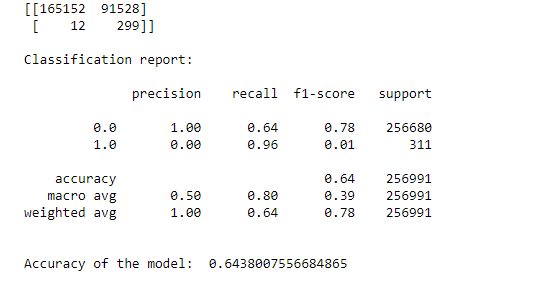 [[165152  91528]
 [    12    299]]
Classification report:
precision    recall  f1-score   support
0.0       1.00      0.64      0.78    256680
1.0       0.00      0.96      0.01       311
accuracy                           0.64    256991
macro avg       0.50      0.80      0.39    256991
weighted avg       1.00      0.64      0.78    256991
Accuracy of the model:  0.6438007556684865